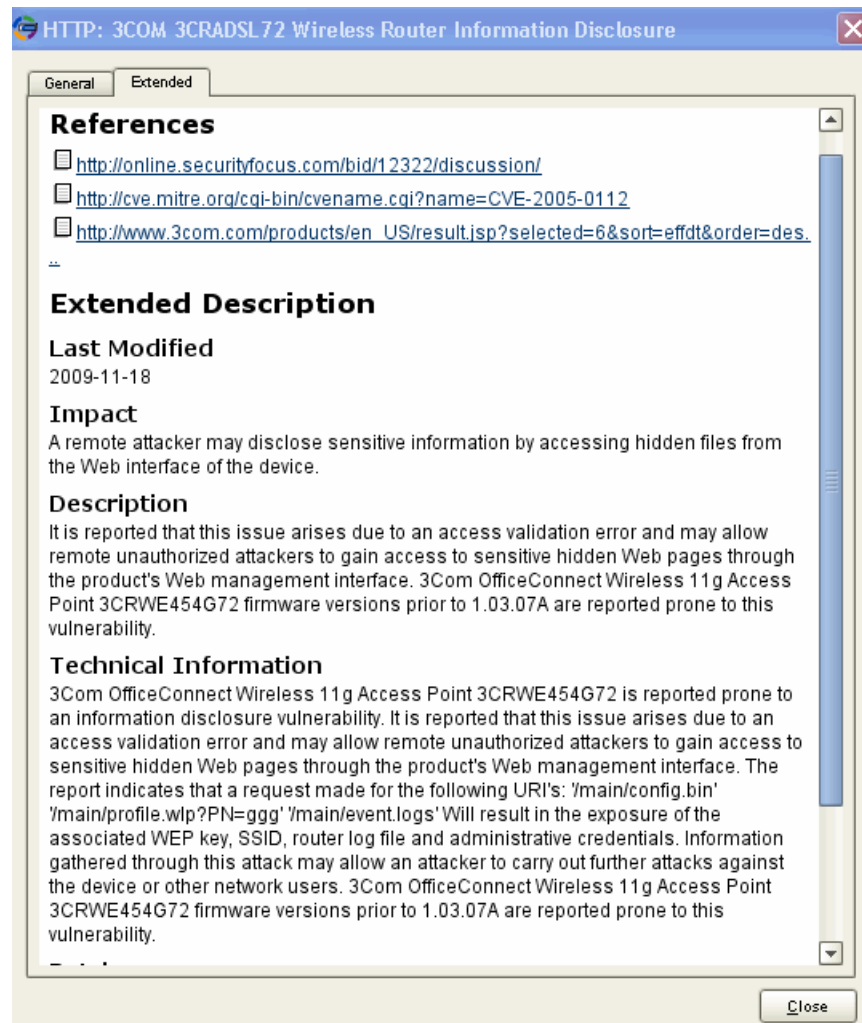 HTTP: 3COM 3CRADSL72 Wireless Router Information Disclosure
General Extended
References
http://online.securityfocus.com/bid/12322/discussion/
http://cve.mitre.org/cgi-bin/cvename.cgi?name=CVE-2005-0112
http://www.3com.com/products/en_US/result.jsp?selected=6&sort=effdt&order=des.
..
Extended Description
Last Modified
2009-11-18
Impact
A remote attacker may disclose sensitive information by accessing hidden files from
the Web interface of the device.
Description
It is reported that this issue arises due to an access validation error and may allow
remote unauthorized attackers to gain access to sensitive hidden Web pages through
the product's Web management interface. 3Com OfficeConnect Wireless 11g Access
Point 3CRWE454G72 firmware versions prior to 1.03.07A are reported prone to this
vulnerability.
Technical Information
3Com OfficeConnect Wireless 11g Access Point 3CRWE454G72 is reported prone to
an information disclosure vulnerability. It is reported that this issue arises due to an
access validation error and may allow remote unauthorized attackers to gain access to
sensitive hidden Web pages through the product's Web management interface. The
report indicates that a request made for the following URI's: '/main/config.bin'
'/main/profile.wlp?PN=ggg' '/main/event.logs' Will result in the exposure of the
associated WEP key, SSID, router log file and administrative credentials. Information
gathered through this attack may allow an attacker to carry out further attacks against
the device or other network users. 3Com OfficeConnect Wireless 11g Access Point
3CRWE454G72 firmware versions prior to 1.03.07A are reported prone to this
vulnerability.
Close